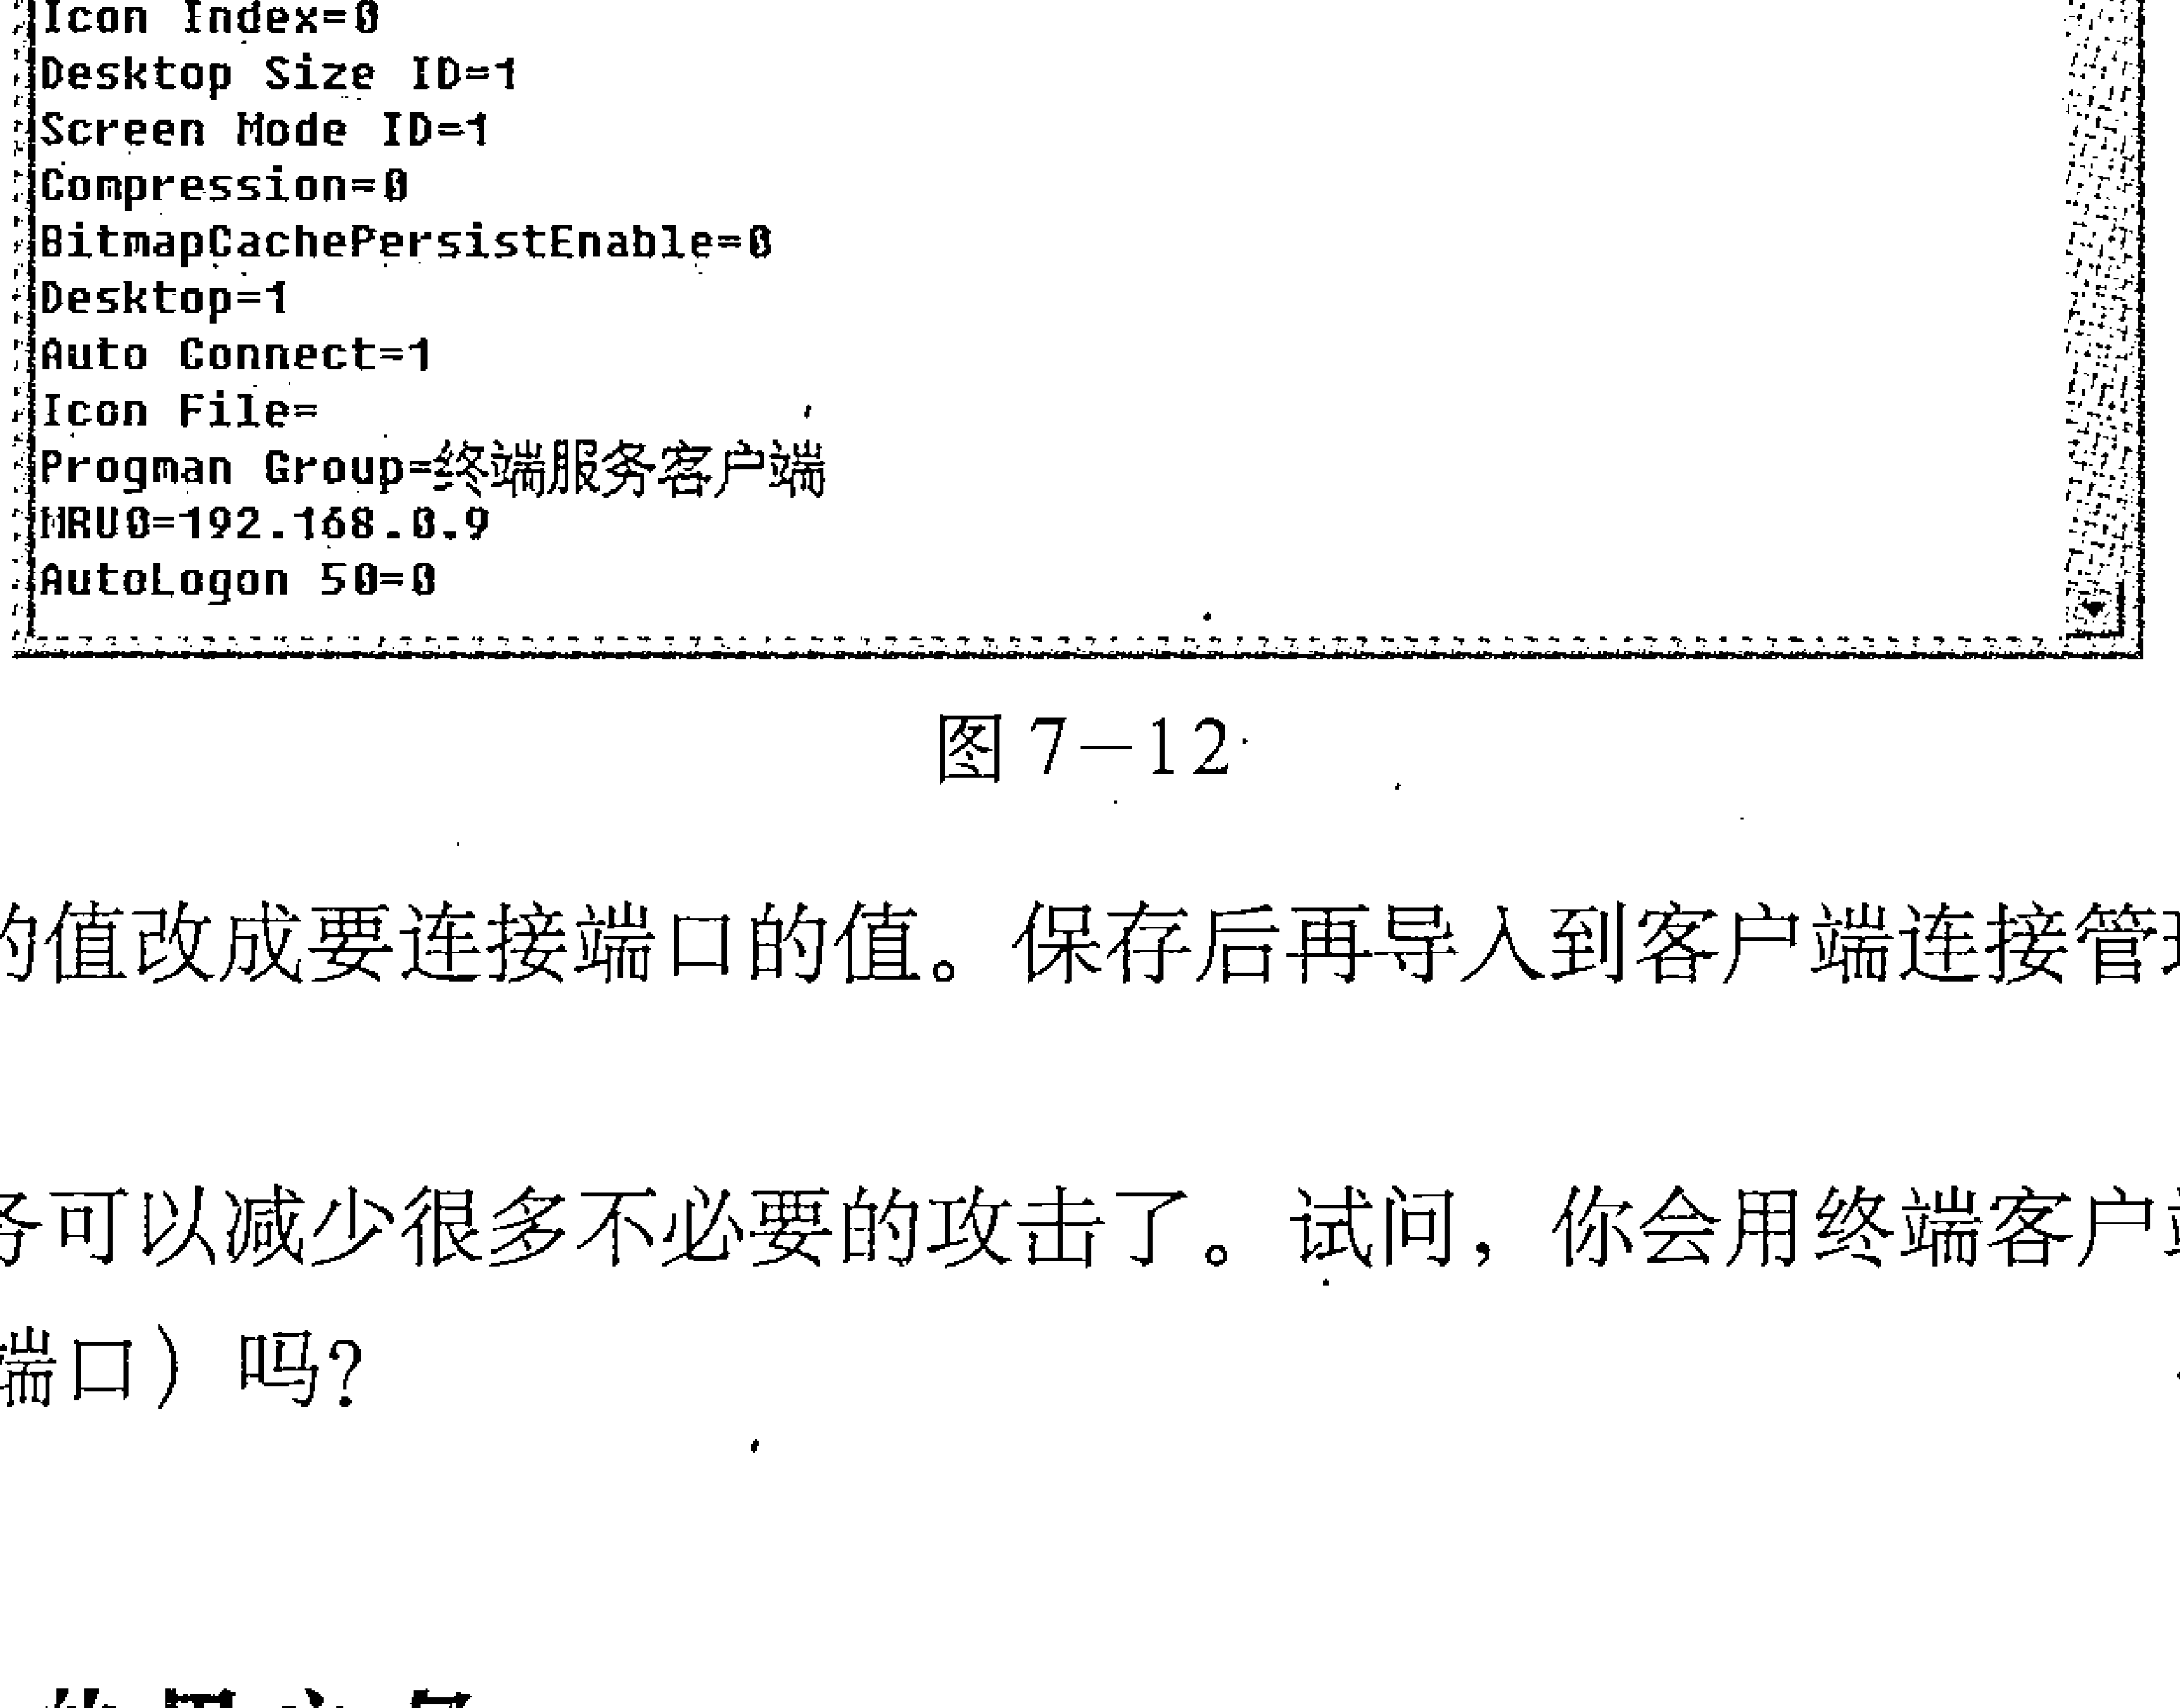 Icon Index=0
Desktop Size ID=1
Screen Mode ID=1
Compression=0
BitmapCachePersistEnable=0
Desktop=1
Auto Connect=1
Icon File=
Progman Group=终端服务客户端
MRU0=192.168.0.9
AutoLogon 50=0
图 7-12
的值改成要连接端口的值。保存后再导入到客户端连接管理
务可以减少很多不必要的攻击了。试问，你会用终端客户端
端口）吗？